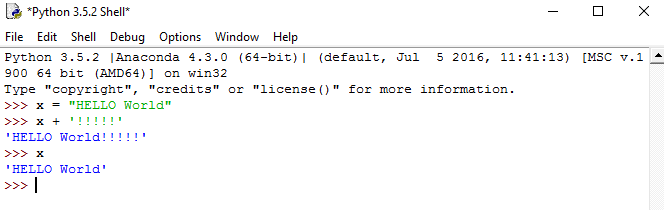 *Python 3.5.2 Shell*
File Edit Shell Debug Options Window Help
Python 3.5.2 |Anaconda 4.3.0 (64-bit)| (default, Jul  5 2016, 11:41:13) [MSC v.1
900 64 bit (AMD64)] on win32
Type "copyright", "credits" or "license()" for more information.
>>> x = "HELLO World"
>>> x + '!!!!!'
'HELLO World!!!!!'
>>> x
'HELLO World'
>>>